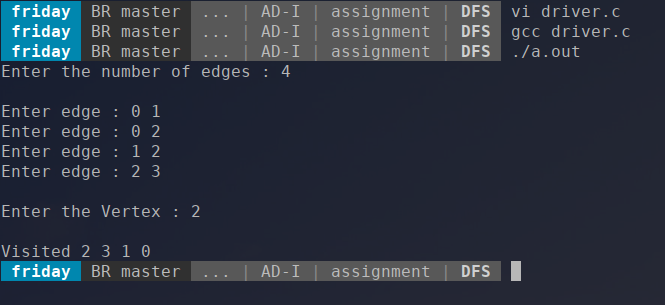 friday BR master ... | AD-I | assignment | DFS vi driver.c
friday BR master ... | AD-I | assignment | DFS gcc driver.c
friday BR master ... | AD-I | assignment | DFS ./a.out
Enter the number of edges : 4
Enter edge : 0 1
Enter edge : 0 2
Enter edge : 1 2
Enter edge : 2 3
Enter the Vertex : 2
Visited 2 3 1 0
friday BR master ... | AD-I | assignment | DFS